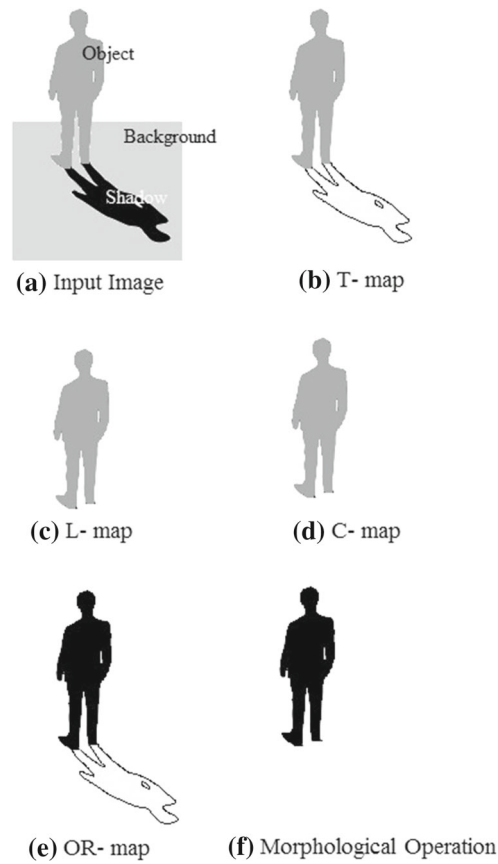 Object
Background
Shadow
(a) Input Image
(b) T- map
(c) L- map
(d) C- map
(e) OR- map
(f) Morphological Operation